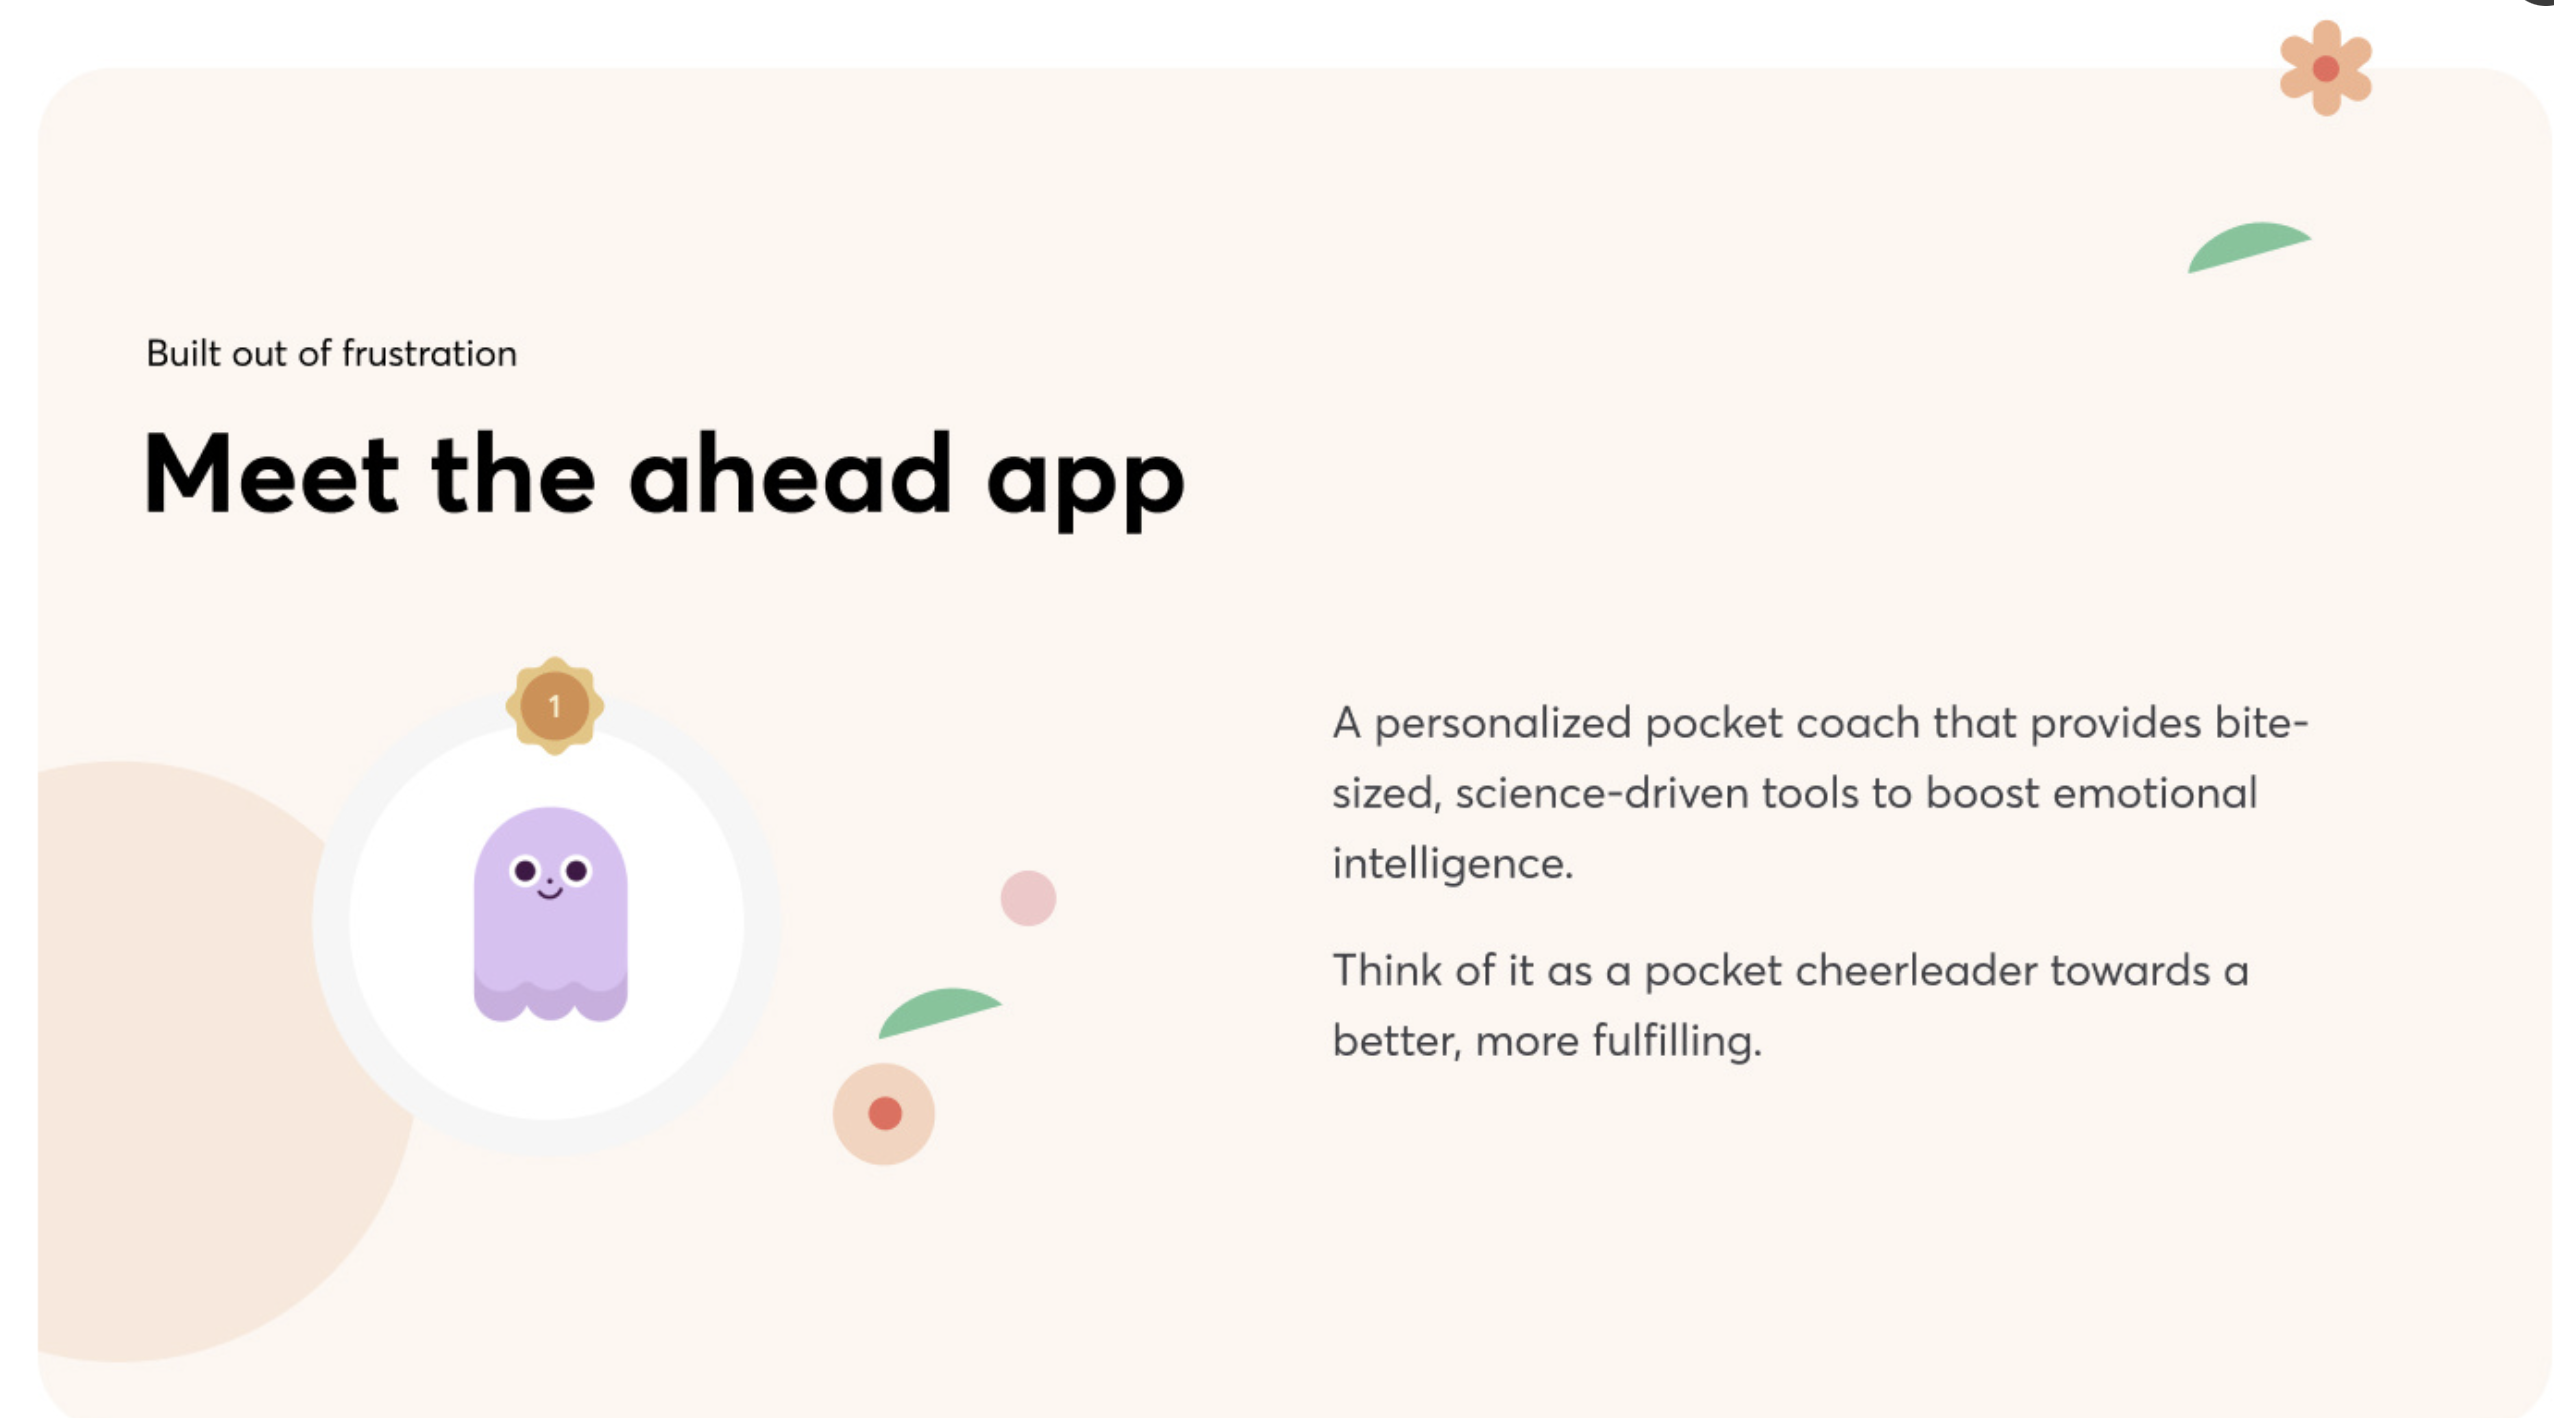 Built out of frustration
Meet the ahead app
1
A personalized pocket coach that provides bite-
sized, science-driven tools to boost emotional
intelligence.
Think of it as a pocket cheerleader towards a
better, more fulfilling.